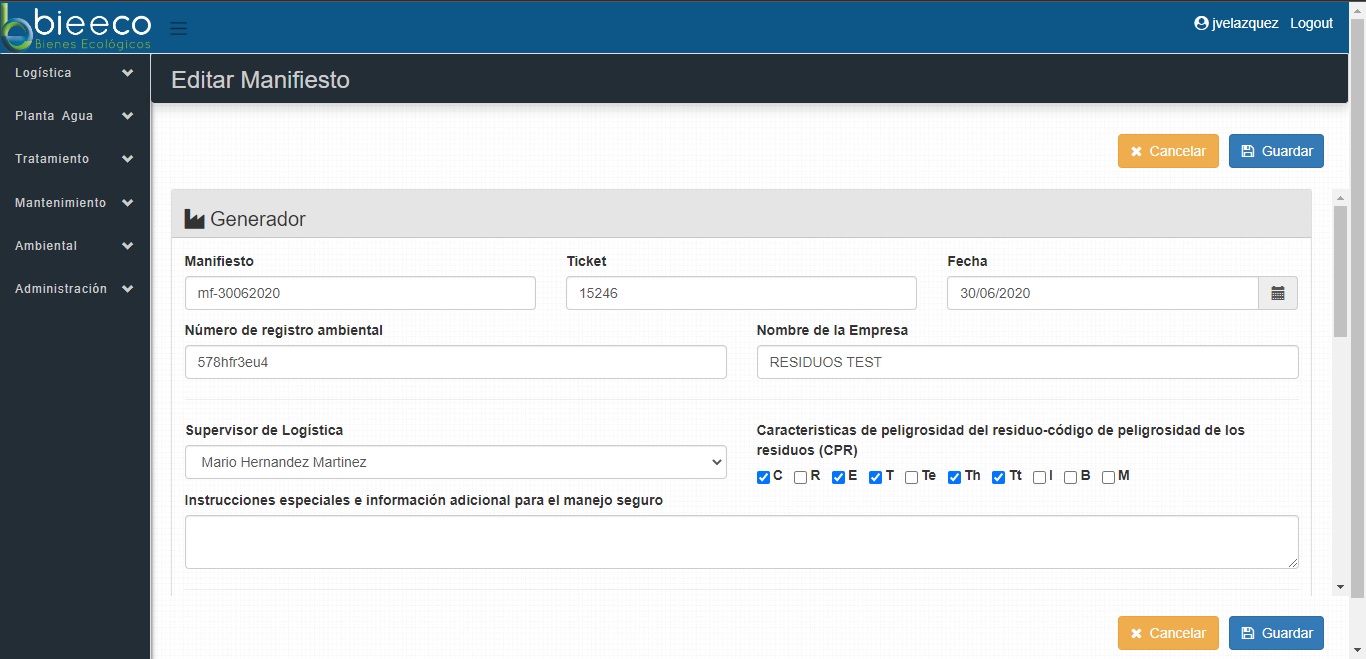 bieeco
Bienes Ecológicos
jvelazquez Logout
Logística
Planta Agua
Tratamiento
Mantenimiento
Ambiental
Administración
Editar Manifiesto
Cancelar Guardar
Generador
Manifiesto Ticket Fecha
mf-30062020 15246 30/06/2020
Número de registro ambiental Nombre de la Empresa
578hfr3eu4 RESIDUOS TEST
Supervisor de Logística
Mario Hernandez Martinez
Caracteristicas de peligrosidad del residuo-código de peligrosidad de los
residuos (CPR)
C R E T Te Th Tt I B M
Instrucciones especiales e información adicional para el manejo seguro
Cancelar Guardar